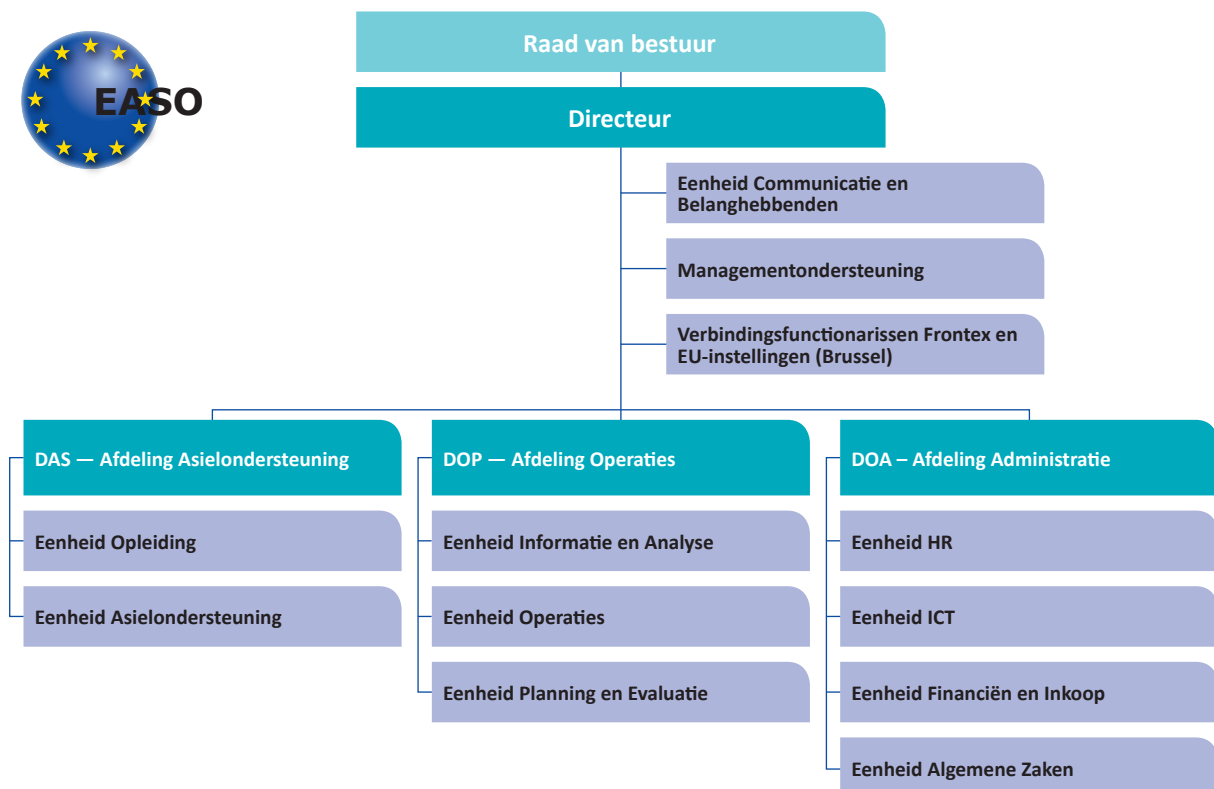 EASO
Raad van bestuur
Directeur
Eenheid Communicatie en
Belanghebbenden
Managementondersteuning
Verbindingsfunctionarissen Frontex en
EU-instellingen (Brussel)
DAS — Afdeling Asielondersteuning
Eenheid Opleiding
Eenheid Asielondersteuning
DOP — Afdeling Operaties
Eenheid Informatie en Analyse
Eenheid Operaties
Eenheid Planning en Evaluatie
DOA – Afdeling Administratie
Eenheid HR
Eenheid ICT
Eenheid Financiën en Inkoop
Eenheid Algemene Zaken